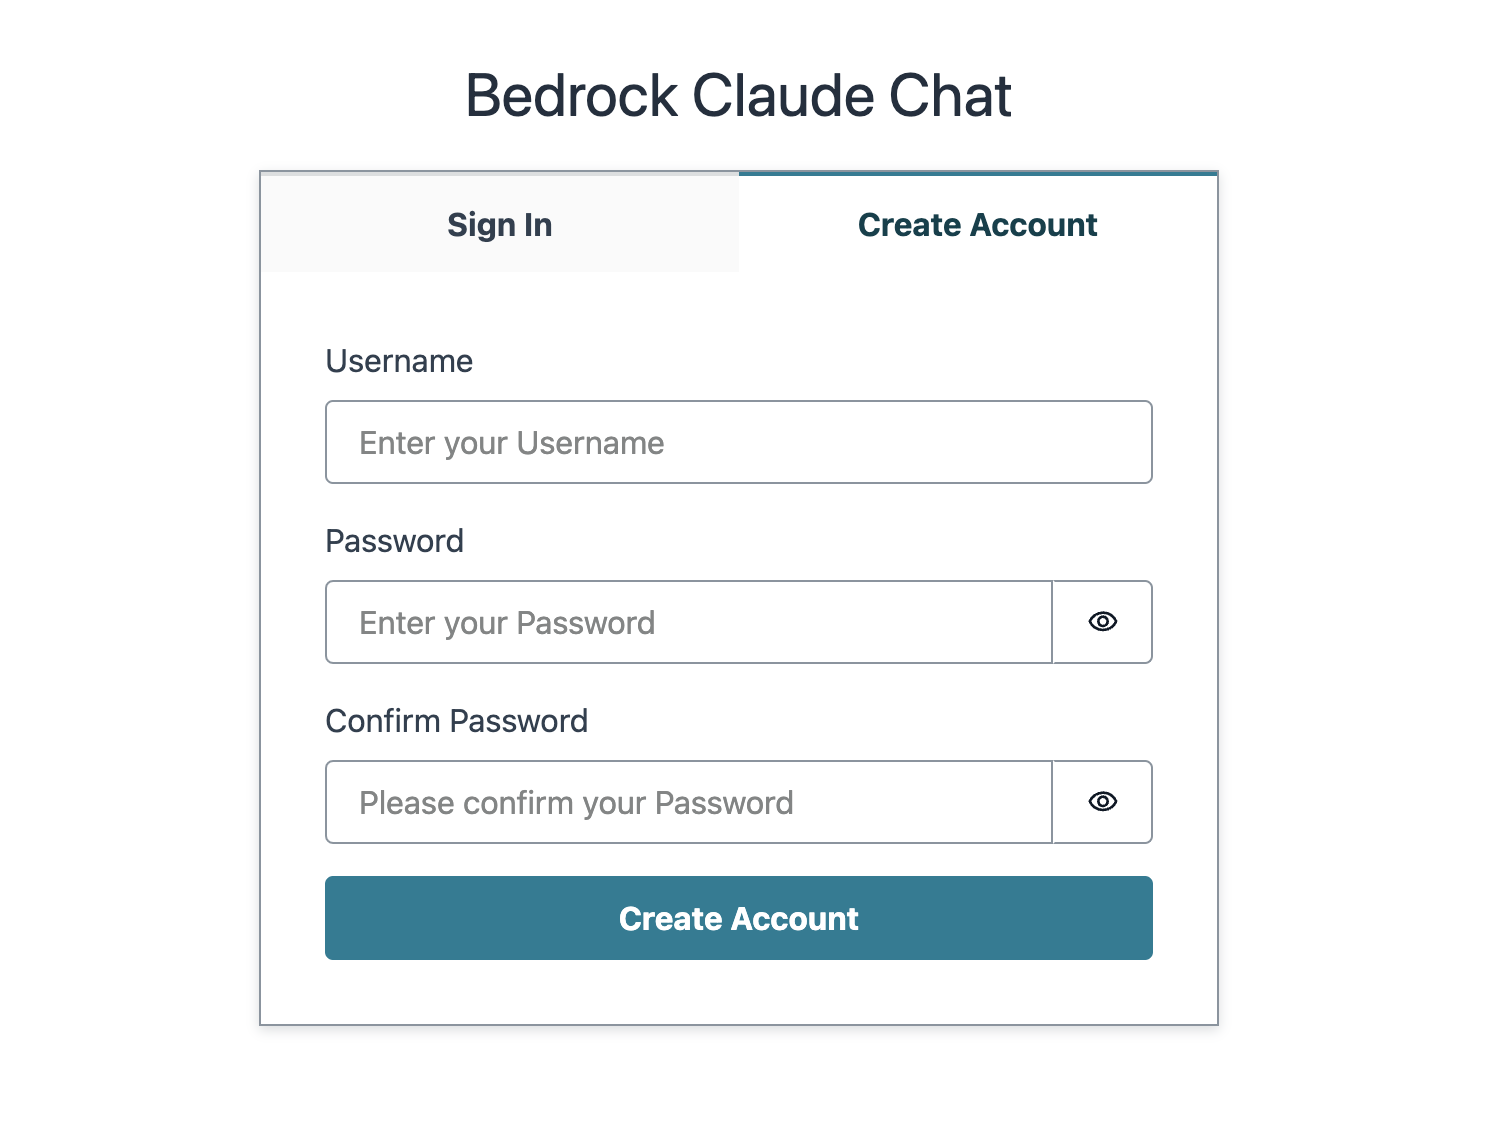 Bedrock Claude Chat
Sign In
Create Account
Username
Enter your Username
Password
Enter your Password
Confirm Password
Please confirm your Password
Create Account